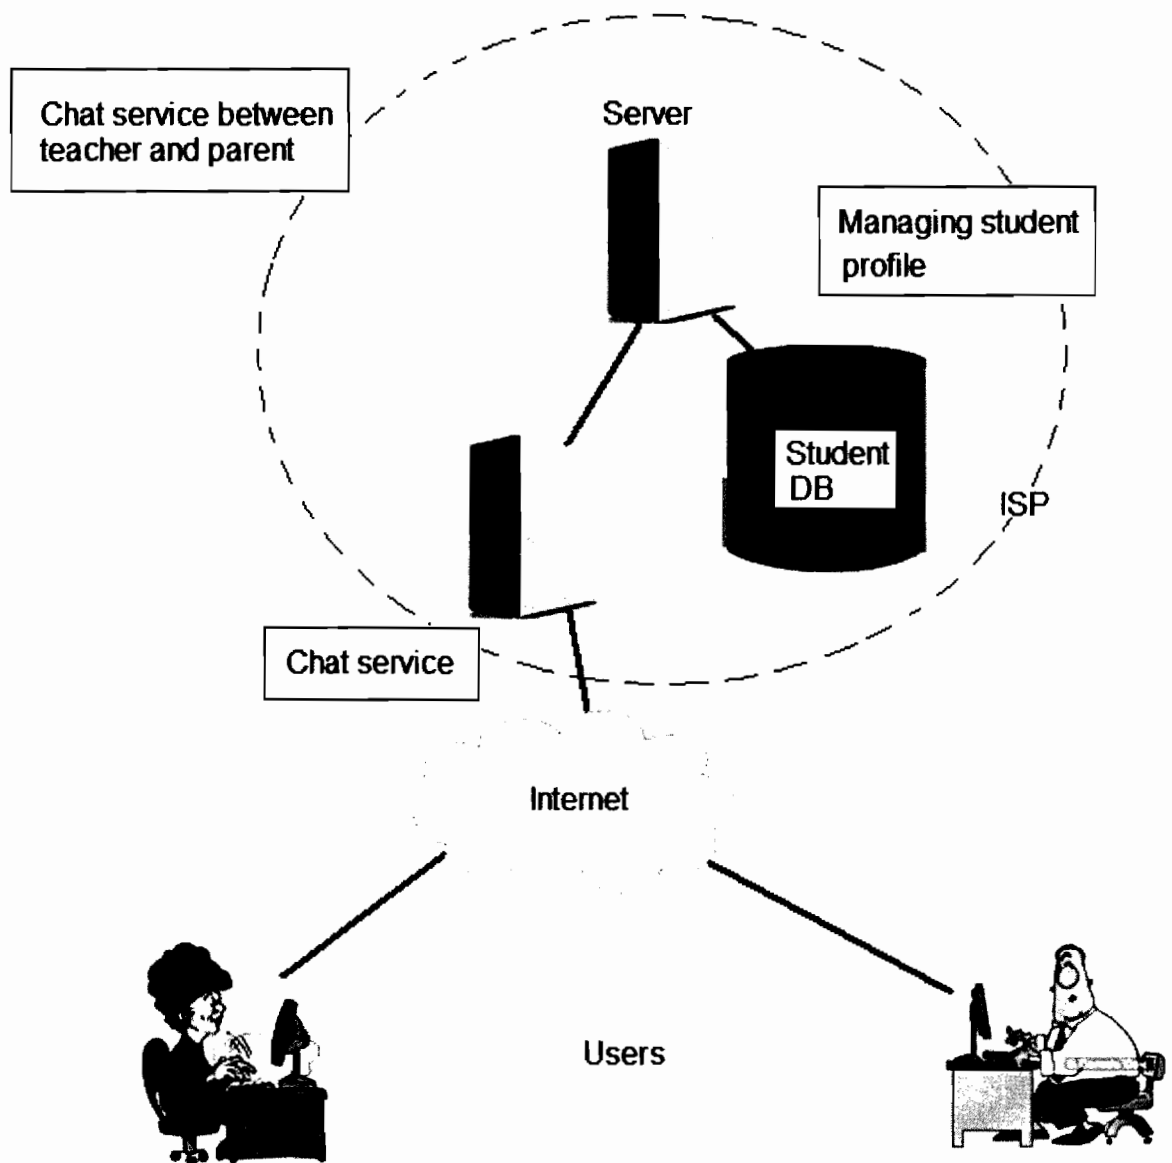 Chat service between
teacher and parent
Server
Managing student
profile
Student
DB
ISP
Chat service
Internet
Users